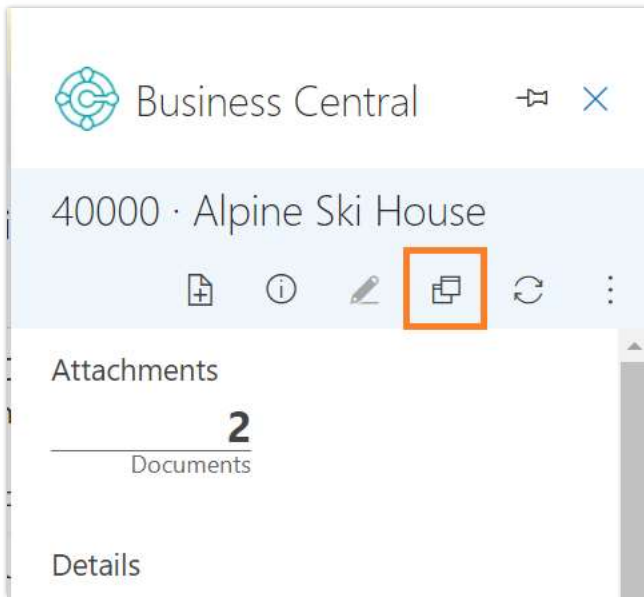 Business Central
40000 · Alpine Ski House
Attachments
2
Documents
Details